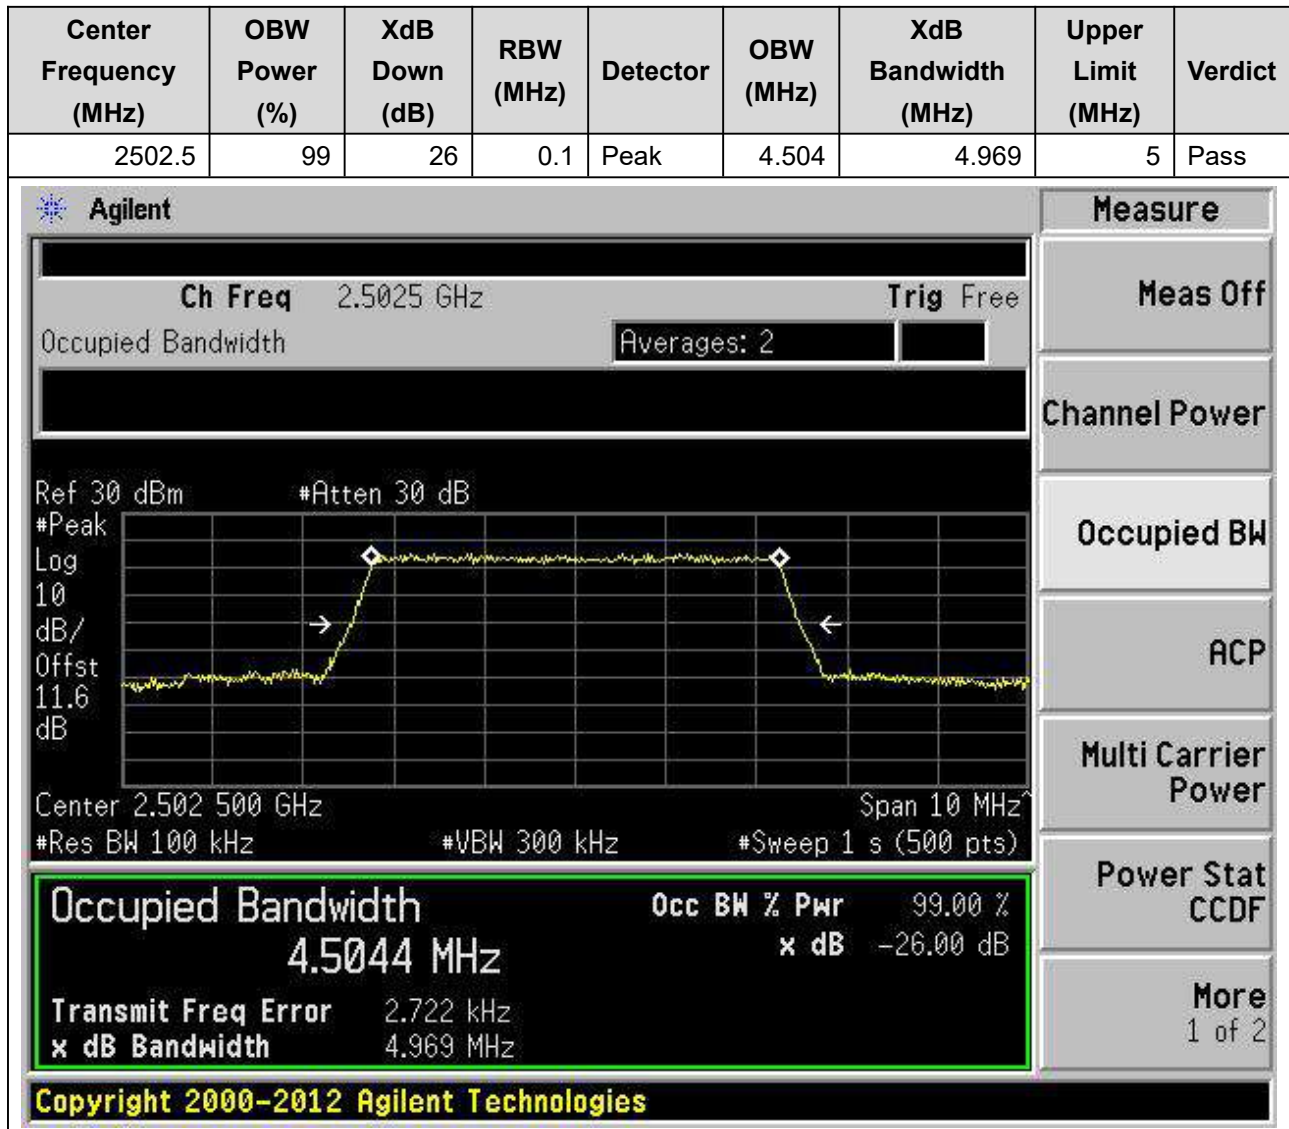 Center Frequency (MHz) OBW Power (%) XdB Down (dB) RBW (MHz) Detector OBW (MHz) XdB Bandwidth (MHz) Upper Limit (MHz) Verdict
2502.5 99 26 0.1 Peak 4.504 4.969 5 Pass
Agilent
Measure
Ch Freq 2.5025 GHz Trig Free
Meas Off
Occupied Bandwidth Averages: 2
Channel Power
Ref 30 dBm #Atten 30 dB
#Peak
Log
10
dB/
Offst
11.6
dB
Occupied BW
ACP
Multi Carrier
Power
Center 2.502 500 GHz Span 10 MHz^
#Res BW 100 kHz #VBW 300 kHz #Sweep 1 s (500 pts)
Power Stat
CCDF
Occupied Bandwidth Occ BW % Pwr 99.00 %
4.5044 MHz x dB -26.00 dB
Transmit Freq Error 2.722 kHz
x dB Bandwidth 4.969 MHz
More
1 of 2
Copyright 2000-2012 Agilent Technologies